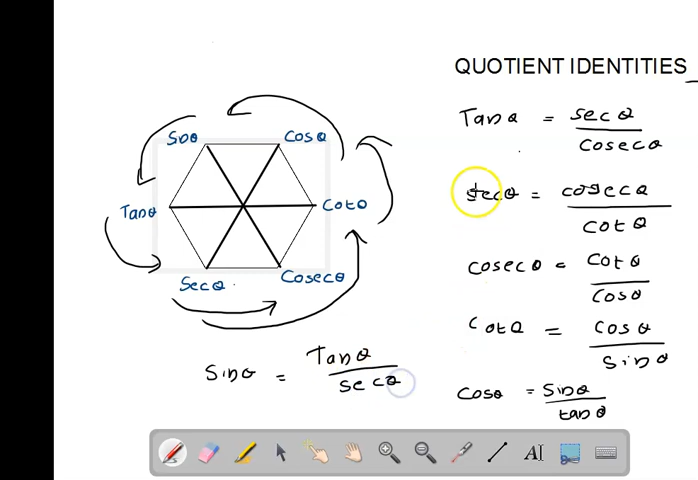 QUOTIENT IDENTITIES
Tanθ = secθ / cosecθ
secθ = cosecθ / cotθ
cosecθ = cotθ / cosθ
cotθ = cosθ / sinθ
cosθ = sinθ / tanθ
Sinθ
Cosθ
Tanθ
Cotθ
Secθ
Cosecθ
Sinθ = Tanθ / secθ
AI